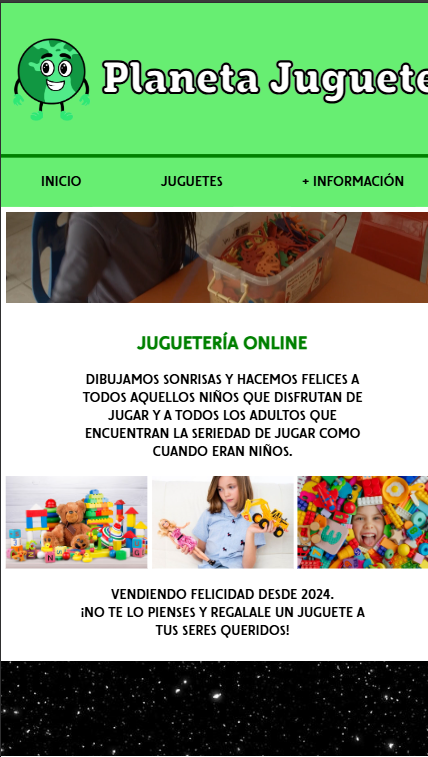 Planeta Juguete
INICIO
JUGUETES
+ INFORMACIÓN
JUGUETERÍA ONLINE
DIBUJAMOS SONRISAS Y HACEMOS FELICES A
TODOS AQUELLOS NIÑOS QUE DISFRUTAN DE
JUGAR Y A TODOS LOS ADULTOS QUE
ENCUENTRAN LA SERIEDAD DE JUGAR COMO
CUANDO ERAN NIÑOS.
VENDIENDO FELICIDAD DESDE 2024.
¡NO TE LO PIENSES Y REGALALE UN JUGUETE A
TUS SERES QUERIDOS!